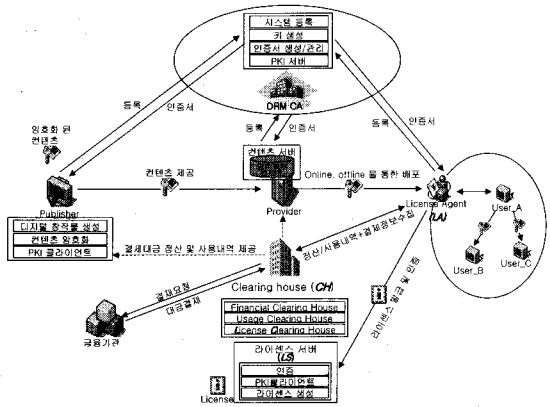 시스템 등록
키 생성
인증서 생성/관리
PKI 서버
DRM CA
등록
인증서
등록
인증서
등록
인증서
암호화 된
컨텐츠
컨텐츠 서버
컨텐츠 제공
Online, offline 을 통한 배포
Publisher
Provider
License Agent
(LA)
User_A
User_B
User_C
디지털 창작물 생성
컨텐츠 암호화
PKI 클라이언트
결제대금 정산 및 사용내역 제공
정산/사용내역+결제정보수집
Clearing house (CH)
결재요청
대금결재
금융기관
Financial Clearing House
Usage Clearing House
License Clearing House
라이센스 발급 및 인증
라이센스 서버
(LS)
인증
PKI클라이언트
라이센스 생성
License